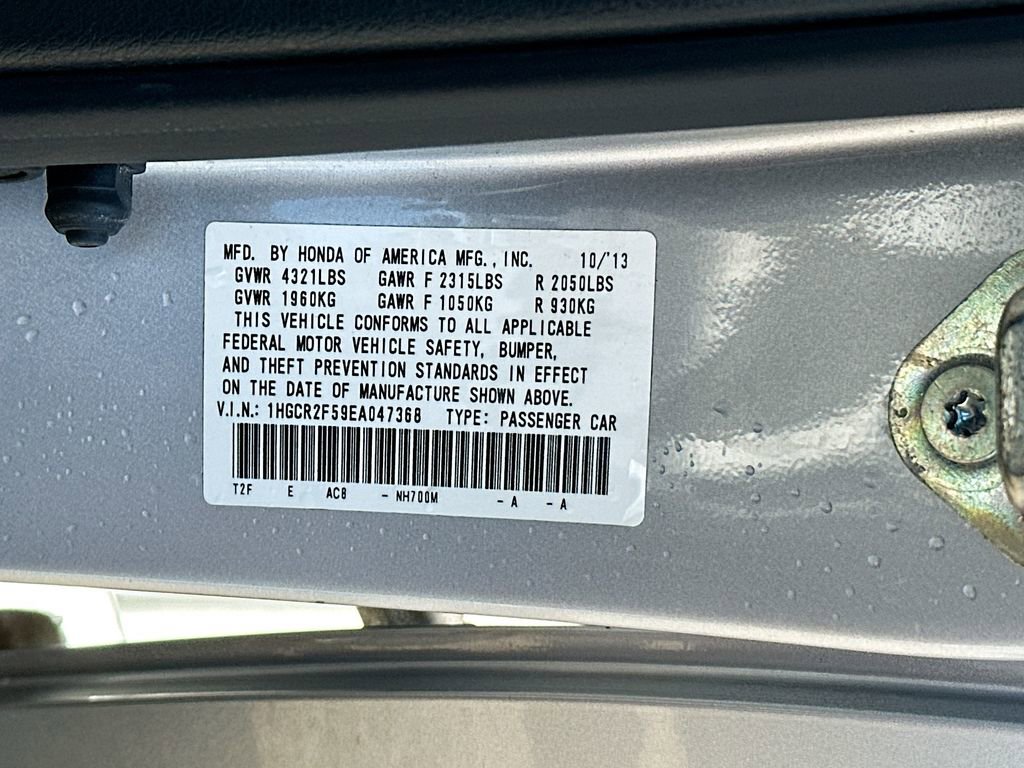 MFD. BY HONDA OF AMERICA MFG., INC. 10/'13
GVWR 4321LBS GAWR F 2315LBS R 2050LBS
GVWR 1960KG GAWR F 1050KG R 930KG
THIS VEHICLE CONFORMS TO ALL APPLICABLE
FEDERAL MOTOR VEHICLE SAFETY, BUMPER,
AND THEFT PREVENTION STANDARDS IN EFFECT
ON THE DATE OF MANUFACTURE SHOWN ABOVE.
V.I.N.: 1HGCR2F59EA047368 TYPE: PASSENGER CAR
T2F E AC8 - NH700M - A - A